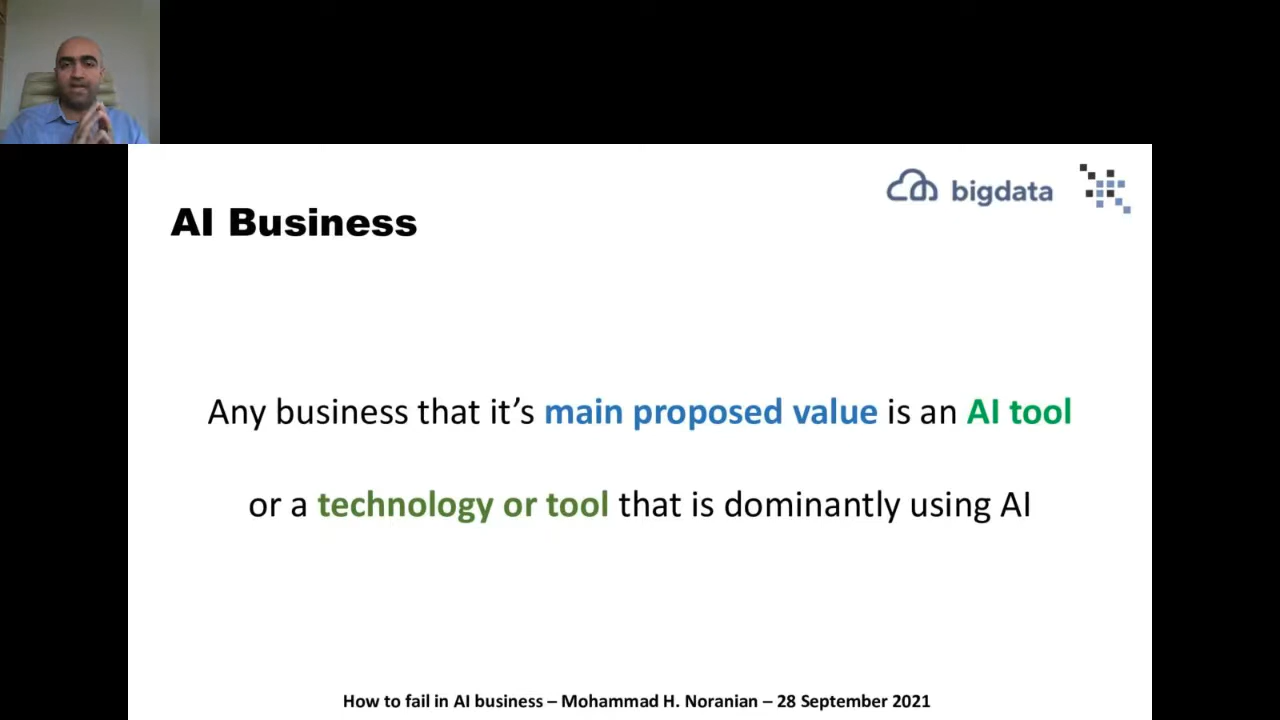 bigdata
AI Business
Any business that it’s main proposed value is an AI tool
or a technology or tool that is dominantly using AI
How to fail in AI business – Mohammad H. Noranian – 28 September 2021